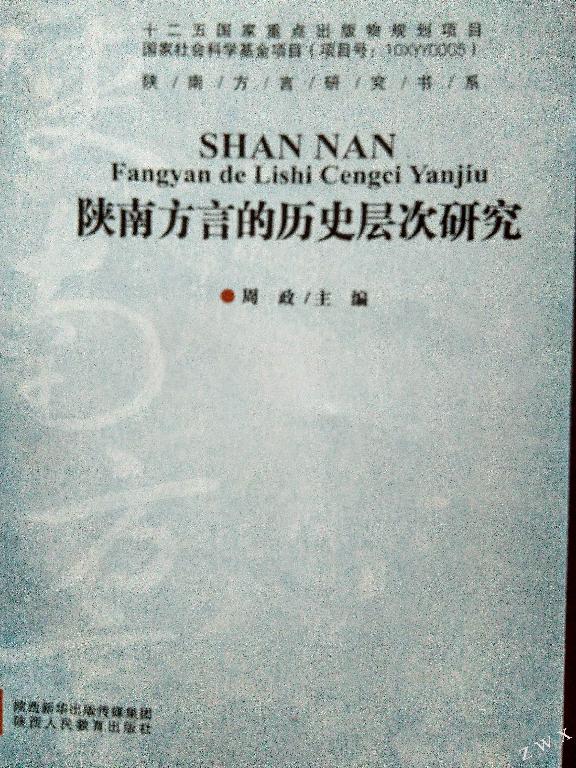 十二五国家重点出版物规划项目
国家社会科学基金项目（项目号：10XYY0005）
陕/南/方/言/研/究/书/系
SHAN NAN
Fangyan de Lishi Cengci Yanjiu
陕南方言的历史层次研究
周 政/主 编
陕西新华出版传媒集团
陕西人民教育出版社
zwx